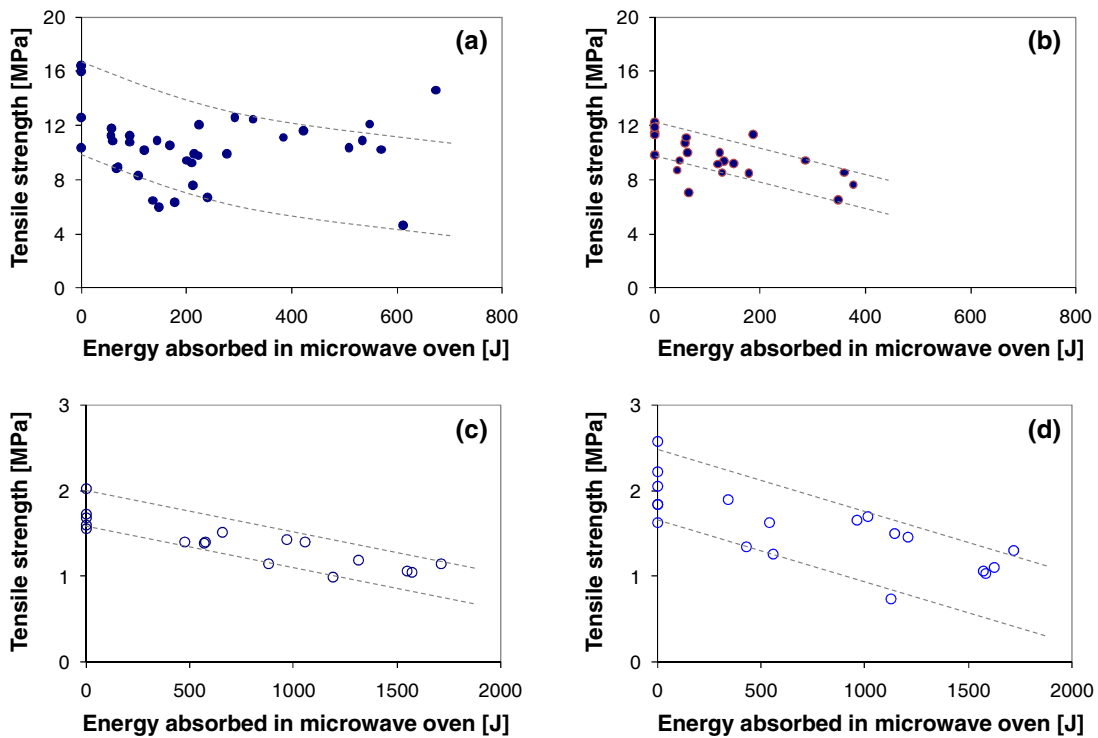 20
16
12
8
4
0
Tensile strength [MPa]
(a)
0 200 400 600 800
Energy absorbed in microwave oven [J]
20
16
12
8
4
0
Tensile strength [MPa]
(b)
0 200 400 600 800
Energy absorbed in microwave oven [J]
3
2
1
0
Tensile strength [MPa]
(c)
0 500 1000 1500 2000
Energy absorbed in microwave oven [J]
3
2
1
0
Tensile strength [MPa]
(d)
0 500 1000 1500 2000
Energy absorbed in microwave oven [J]